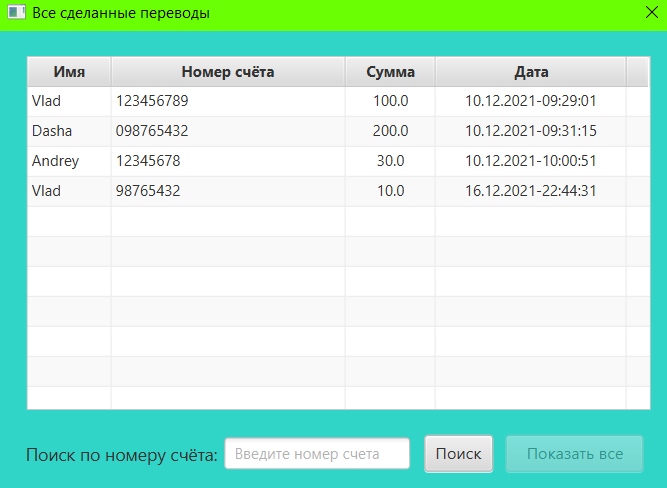 Все сделанные переводы
Имя Номер счёта Сумма Дата
Vlad 123456789 100.0 10.12.2021-09:29:01
Dasha 098765432 200.0 10.12.2021-09:31:15
Andrey 12345678 30.0 10.12.2021-10:00:51
Vlad 98765432 10.0 16.12.2021-22:44:31
Поиск по номеру счёта: Введите номер счета Поиск Показать все